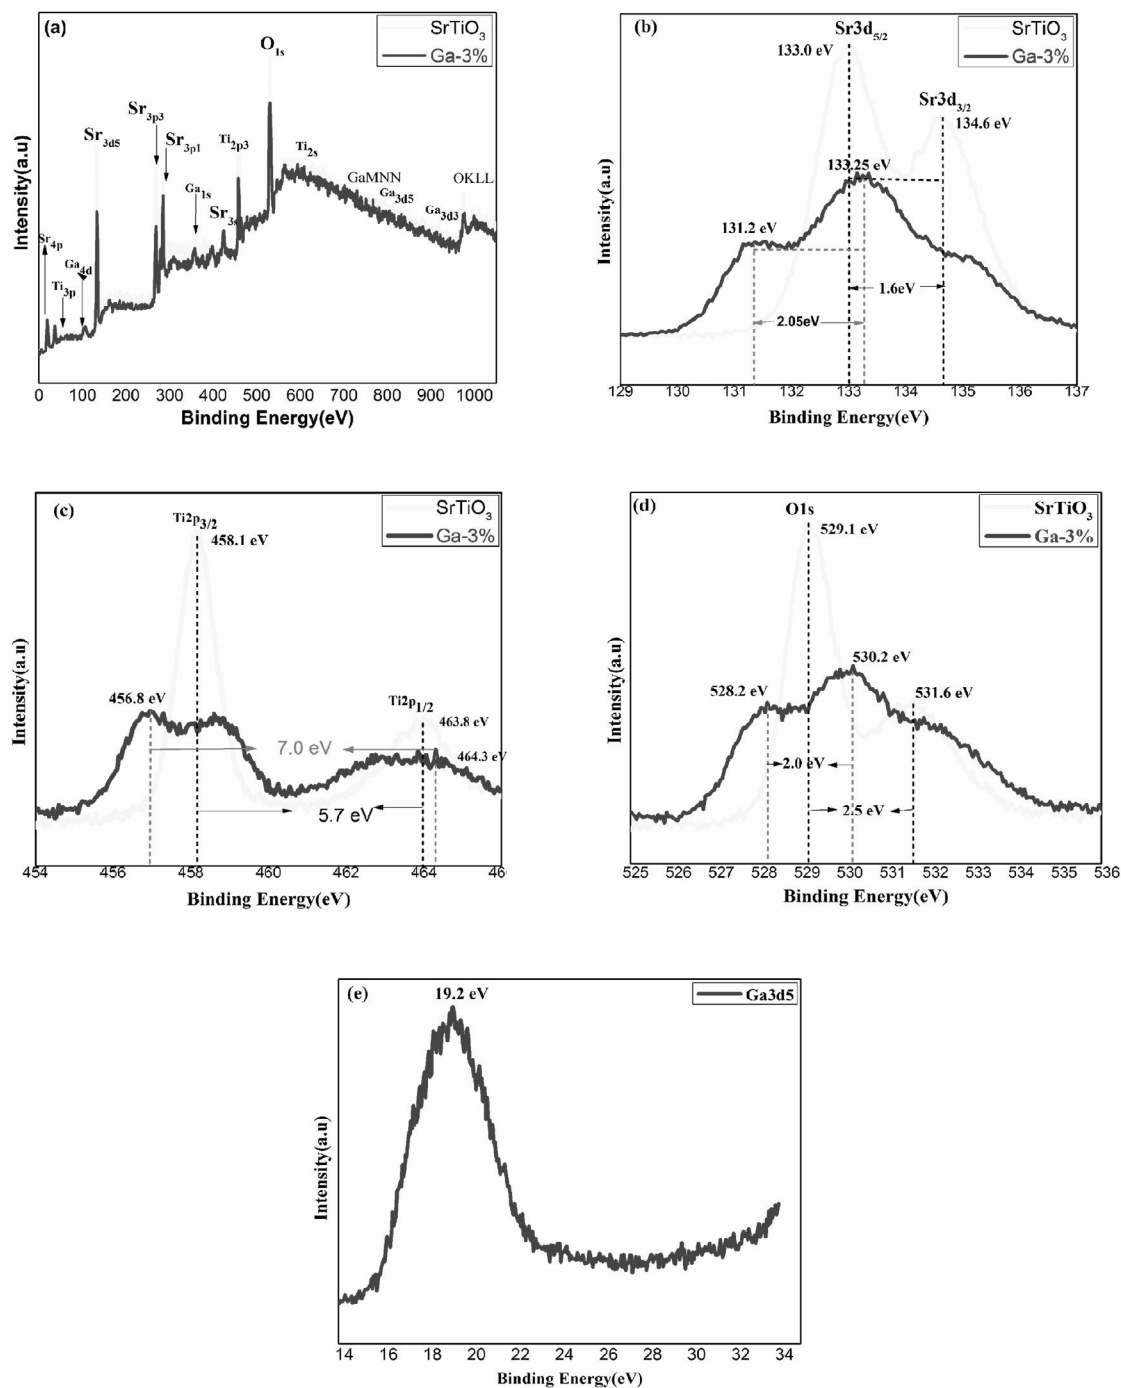 (a)
SrTiO3
Ga-3%
O1s
Sr3p3
Sr3d5
Sr3p1
Ti2p3
Ti2s
GaMNN
OKLL
Ga1s
Ga3d5
Sr3s
Ga3d3
Sr4p
Ga4d
Ti3p
Intensity(a.u)
0 100 200 300 400 500 600 700 800 900 1000
Binding Energy(eV)
(b)
Sr3d5/2
SrTiO3
Ga-3%
133.0 eV
Sr3d3/2
134.6 eV
133.25 eV
131.2 eV
1.6eV
2.05eV
Intensity(a.u)
129 130 131 132 133 134 135 136 137
Binding Energy(eV)
(c)
SrTiO3
Ga-3%
Ti2p3/2
458.1 eV
456.8 eV
Ti2p1/2
463.8 eV
7.0 eV
464.3 eV
5.7 eV
Intensity(a.u)
454 456 458 460 462 464 46
Binding Energy(eV)
(d)
O1s
SrTiO3
Ga-3%
529.1 eV
530.2 eV
528.2 eV
531.6 eV
2.0 eV
2.5 eV
Intensity(a.u)
525 526 527 528 529 530 531 532 533 534 535 536
Binding Energy(eV)
(e)
19.2 eV
Ga3d5
Intensity(a.u)
14 16 18 20 22 24 26 28 30 32 34
Binding Energy(eV)